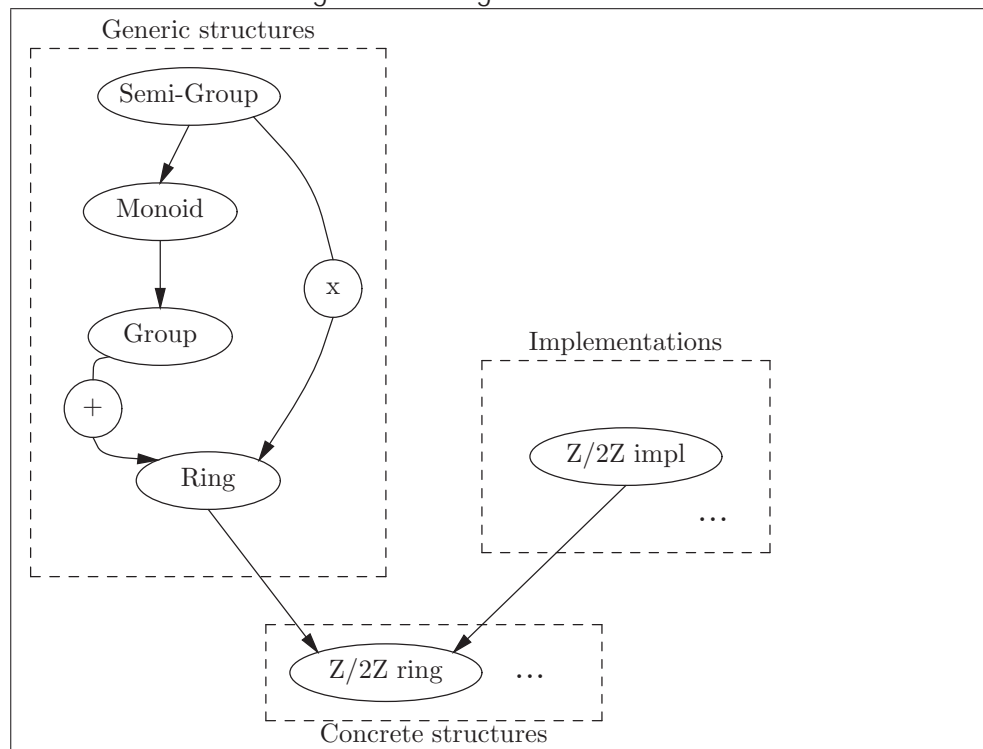 Generic structures
Semi-Group
Monoid
x
Group
+
Ring
Implementations
Z/2Z impl
...
Z/2Z ring ...
Concrete structures